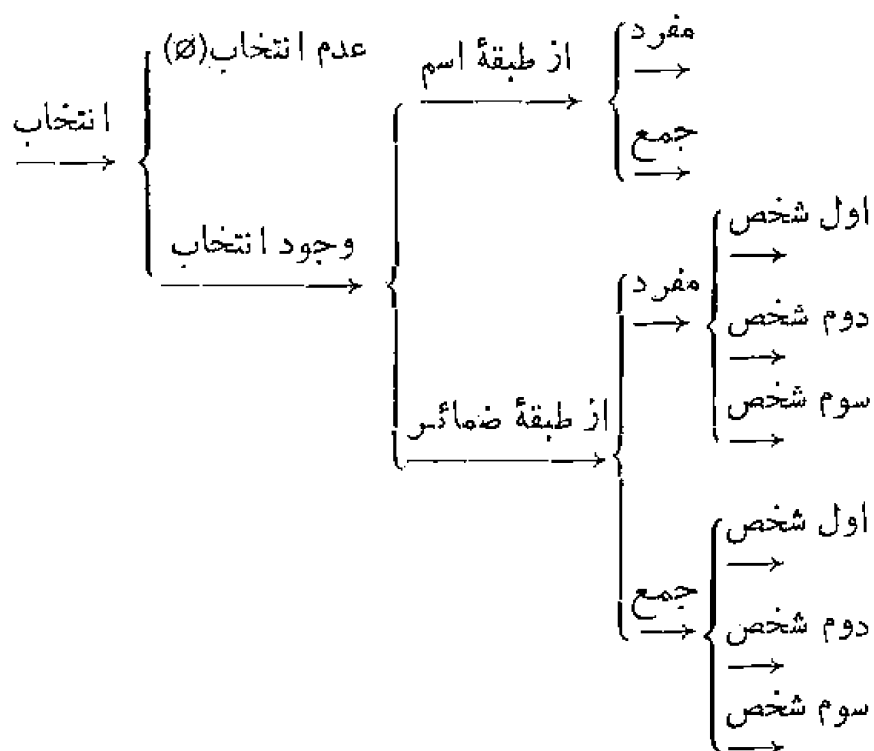 انتخاب
عدم انتخاب(Ø)
وجود انتخاب
از طبقهٔ اسم
مفرد
جمع
از طبقهٔ ضمائر
مفرد
اول شخص
دوم شخص
سوم شخص
جمع
اول شخص
دوم شخص
سوم شخص